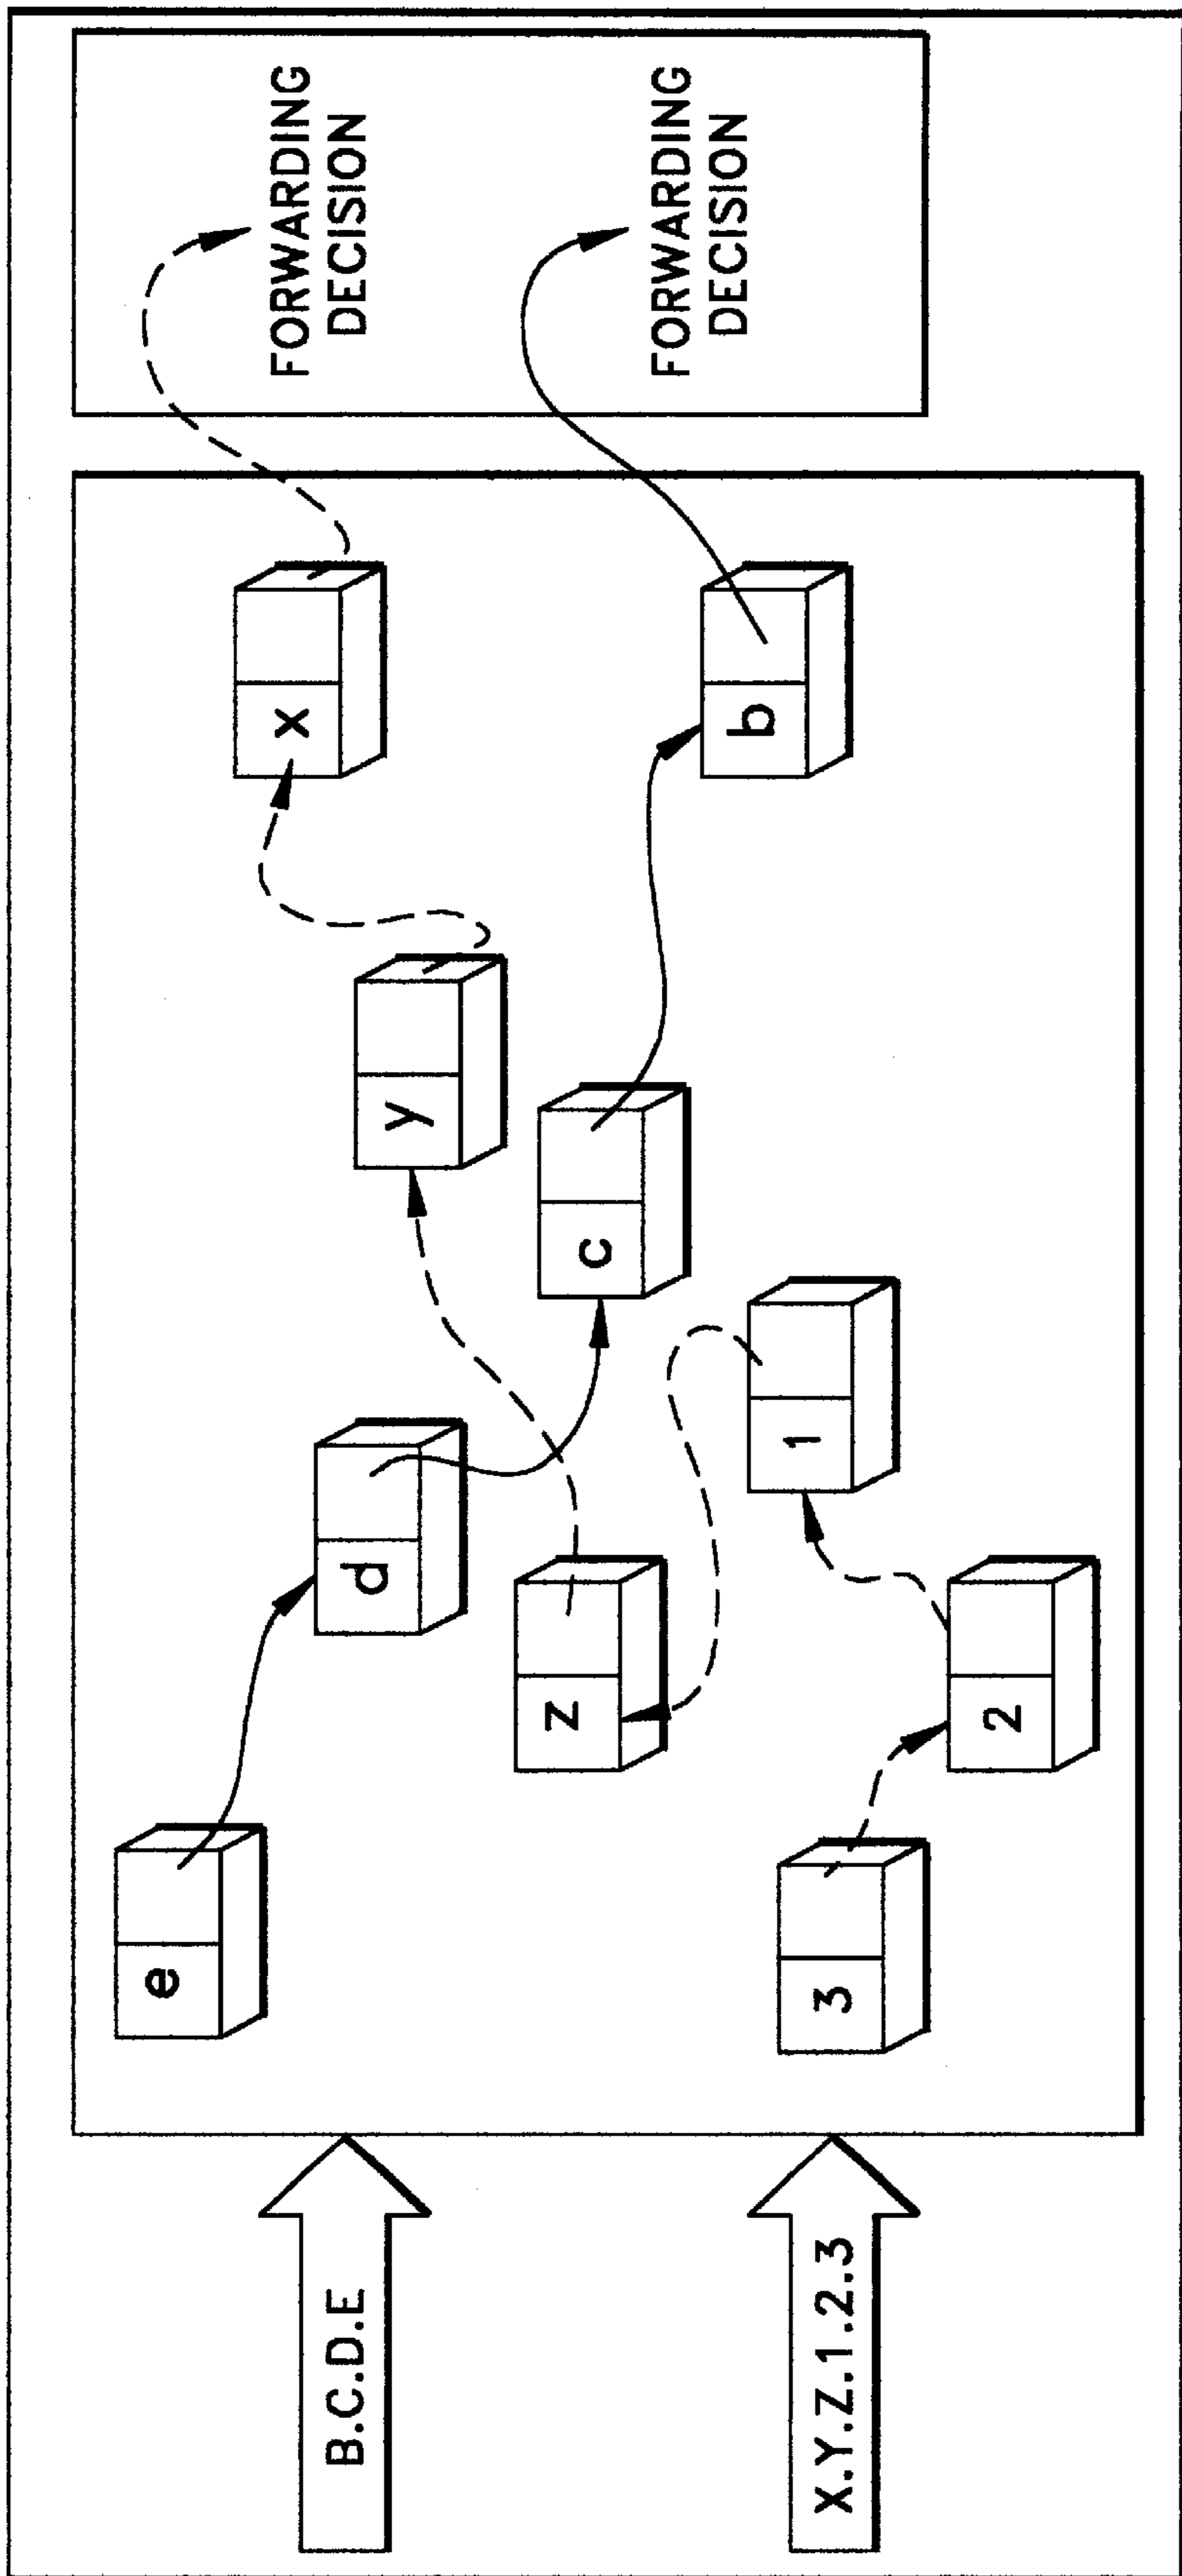 B.C.D.E
X.Y.Z.1.2.3
e
d
z
3
2
1
c
y
x
b
FORWARDING
DECISION
FORWARDING
DECISION